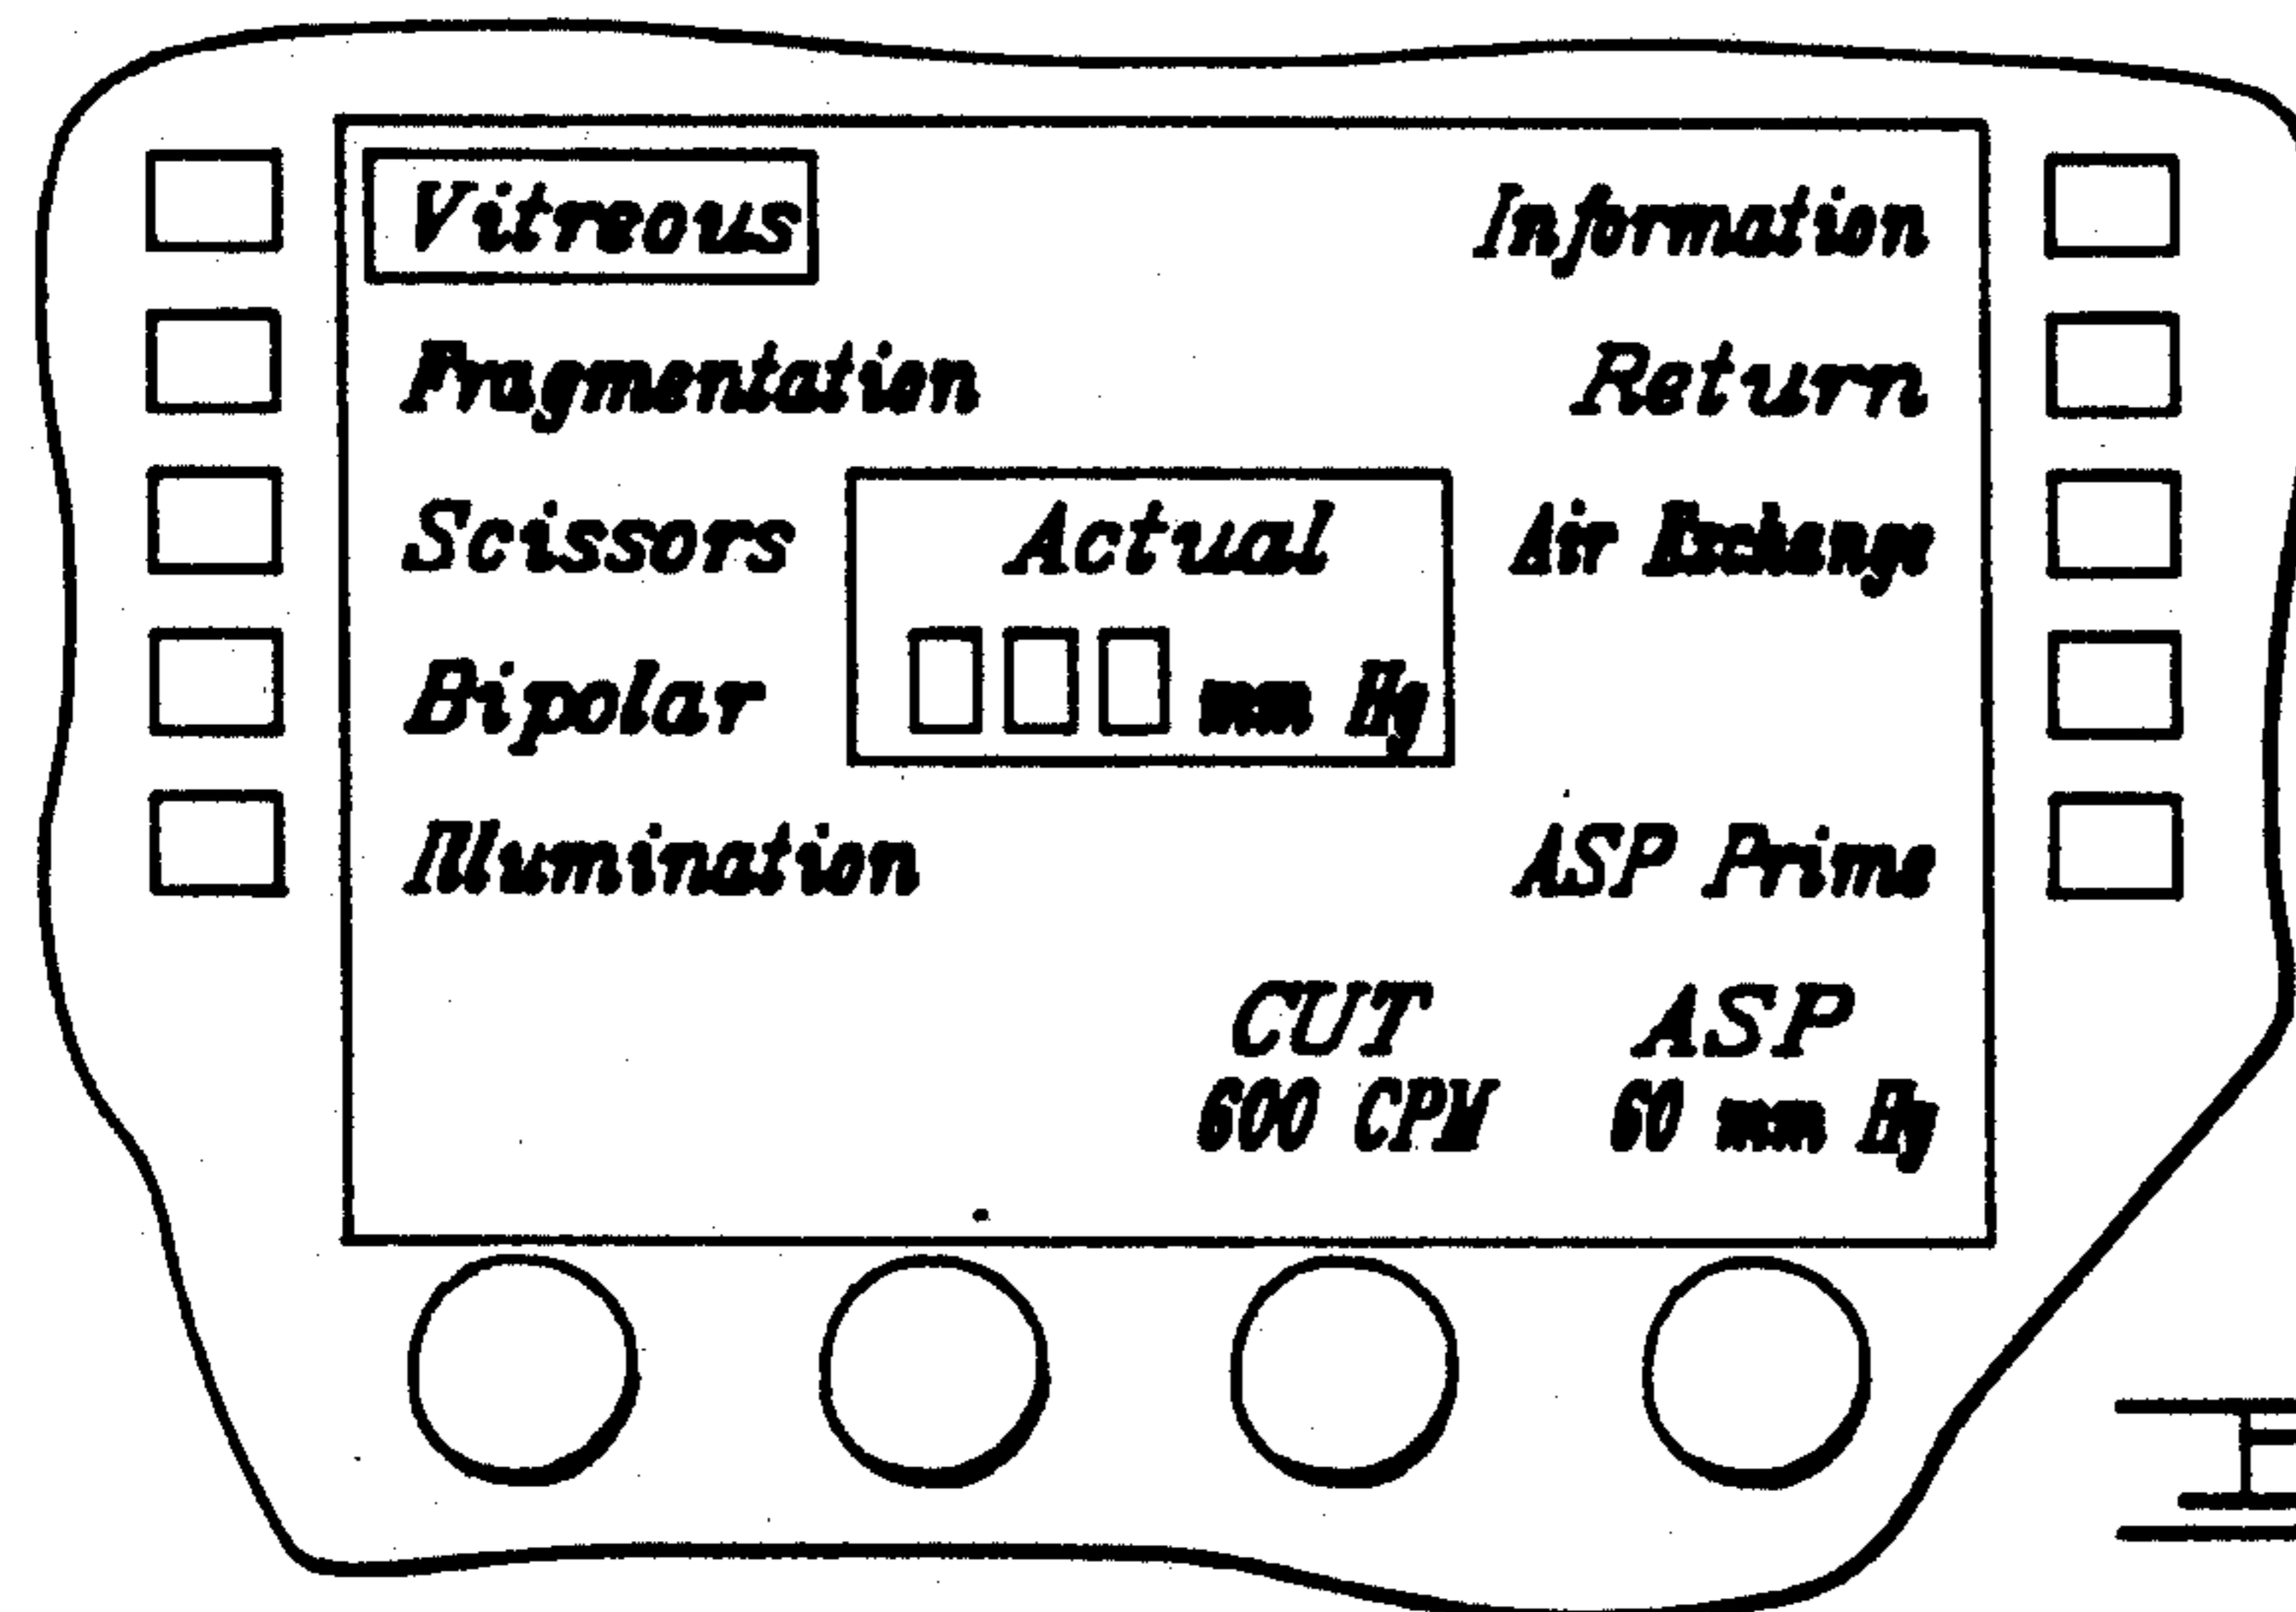 Vitreous
Information
Fragmentation
Return
Scissors
Actual
Air Exchange
Bipolar
mm Hg
Illumination
ASP Prime
CUT
ASP
600 CPM
60 mm Hg